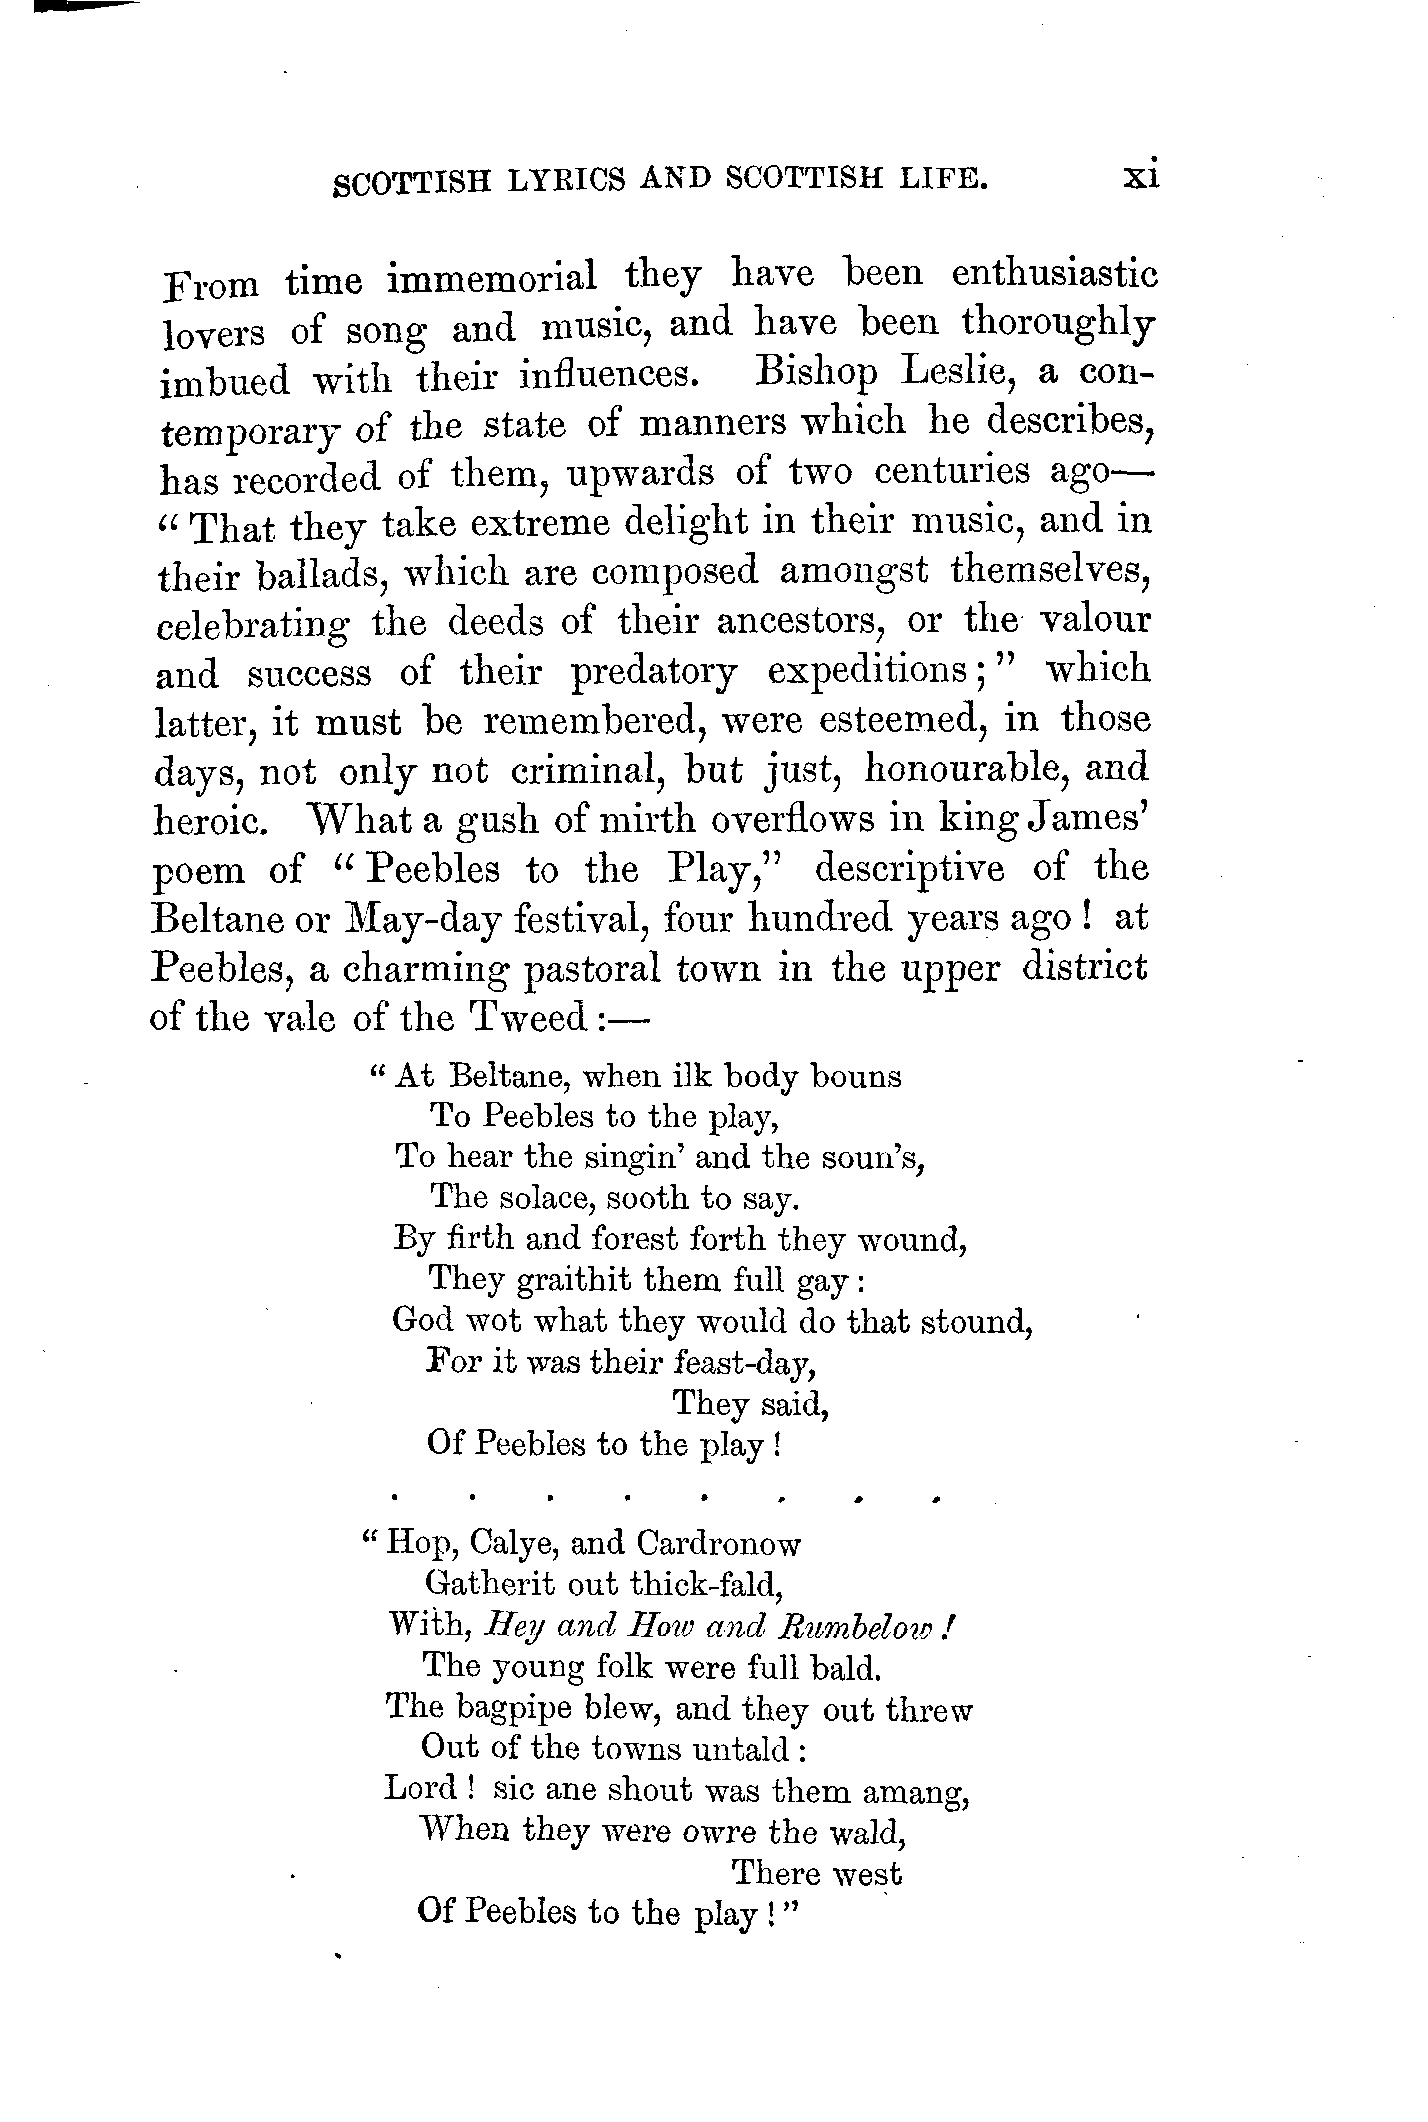 SCOTTISH LYRICS AND SCOTTISH LIFE. xi
From time immemorial they have been enthusiastic
lovers of song and music, and have been thoroughly
imbued with their influences. Bishop Leslie, a con-
temporary of the state of manners which he describes,
has recorded of them, upwards of two centuries ago—
“That they take extreme delight in their music, and in
their ballads, which are composed amongst themselves,
celebrating the deeds of their ancestors, or the valour
and success of their predatory expeditions;” which
latter, it must be remembered, were esteemed, in those
days, not only not criminal, but just, honourable, and
heroic. What a gush of mirth overflows in king James’
poem of “Peebles to the Play,” descriptive of the
Beltane or May-day festival, four hundred years ago! at
Peebles, a charming pastoral town in the upper district
of the vale of the Tweed:—
“At Beltane, when ilk body bouns
To Peebles to the play,
To hear the singin’ and the soun’s,
The solace, sooth to say.
By firth and forest forth they wound,
They graithit them full gay:
God wot what they would do that stound,
For it was their feast-day,
They said,
Of Peebles to the play!
. . . . . . . .
“Hop, Calye, and Cardronow
Gatherit out thick-fald,
With, Hey and How and Rumbelow!
The young folk were full bald.
The bagpipe blew, and they out threw
Out of the towns untald:
Lord! sic ane shout was them amang,
When they were owre the wald,
There west
Of Peebles to the play!”